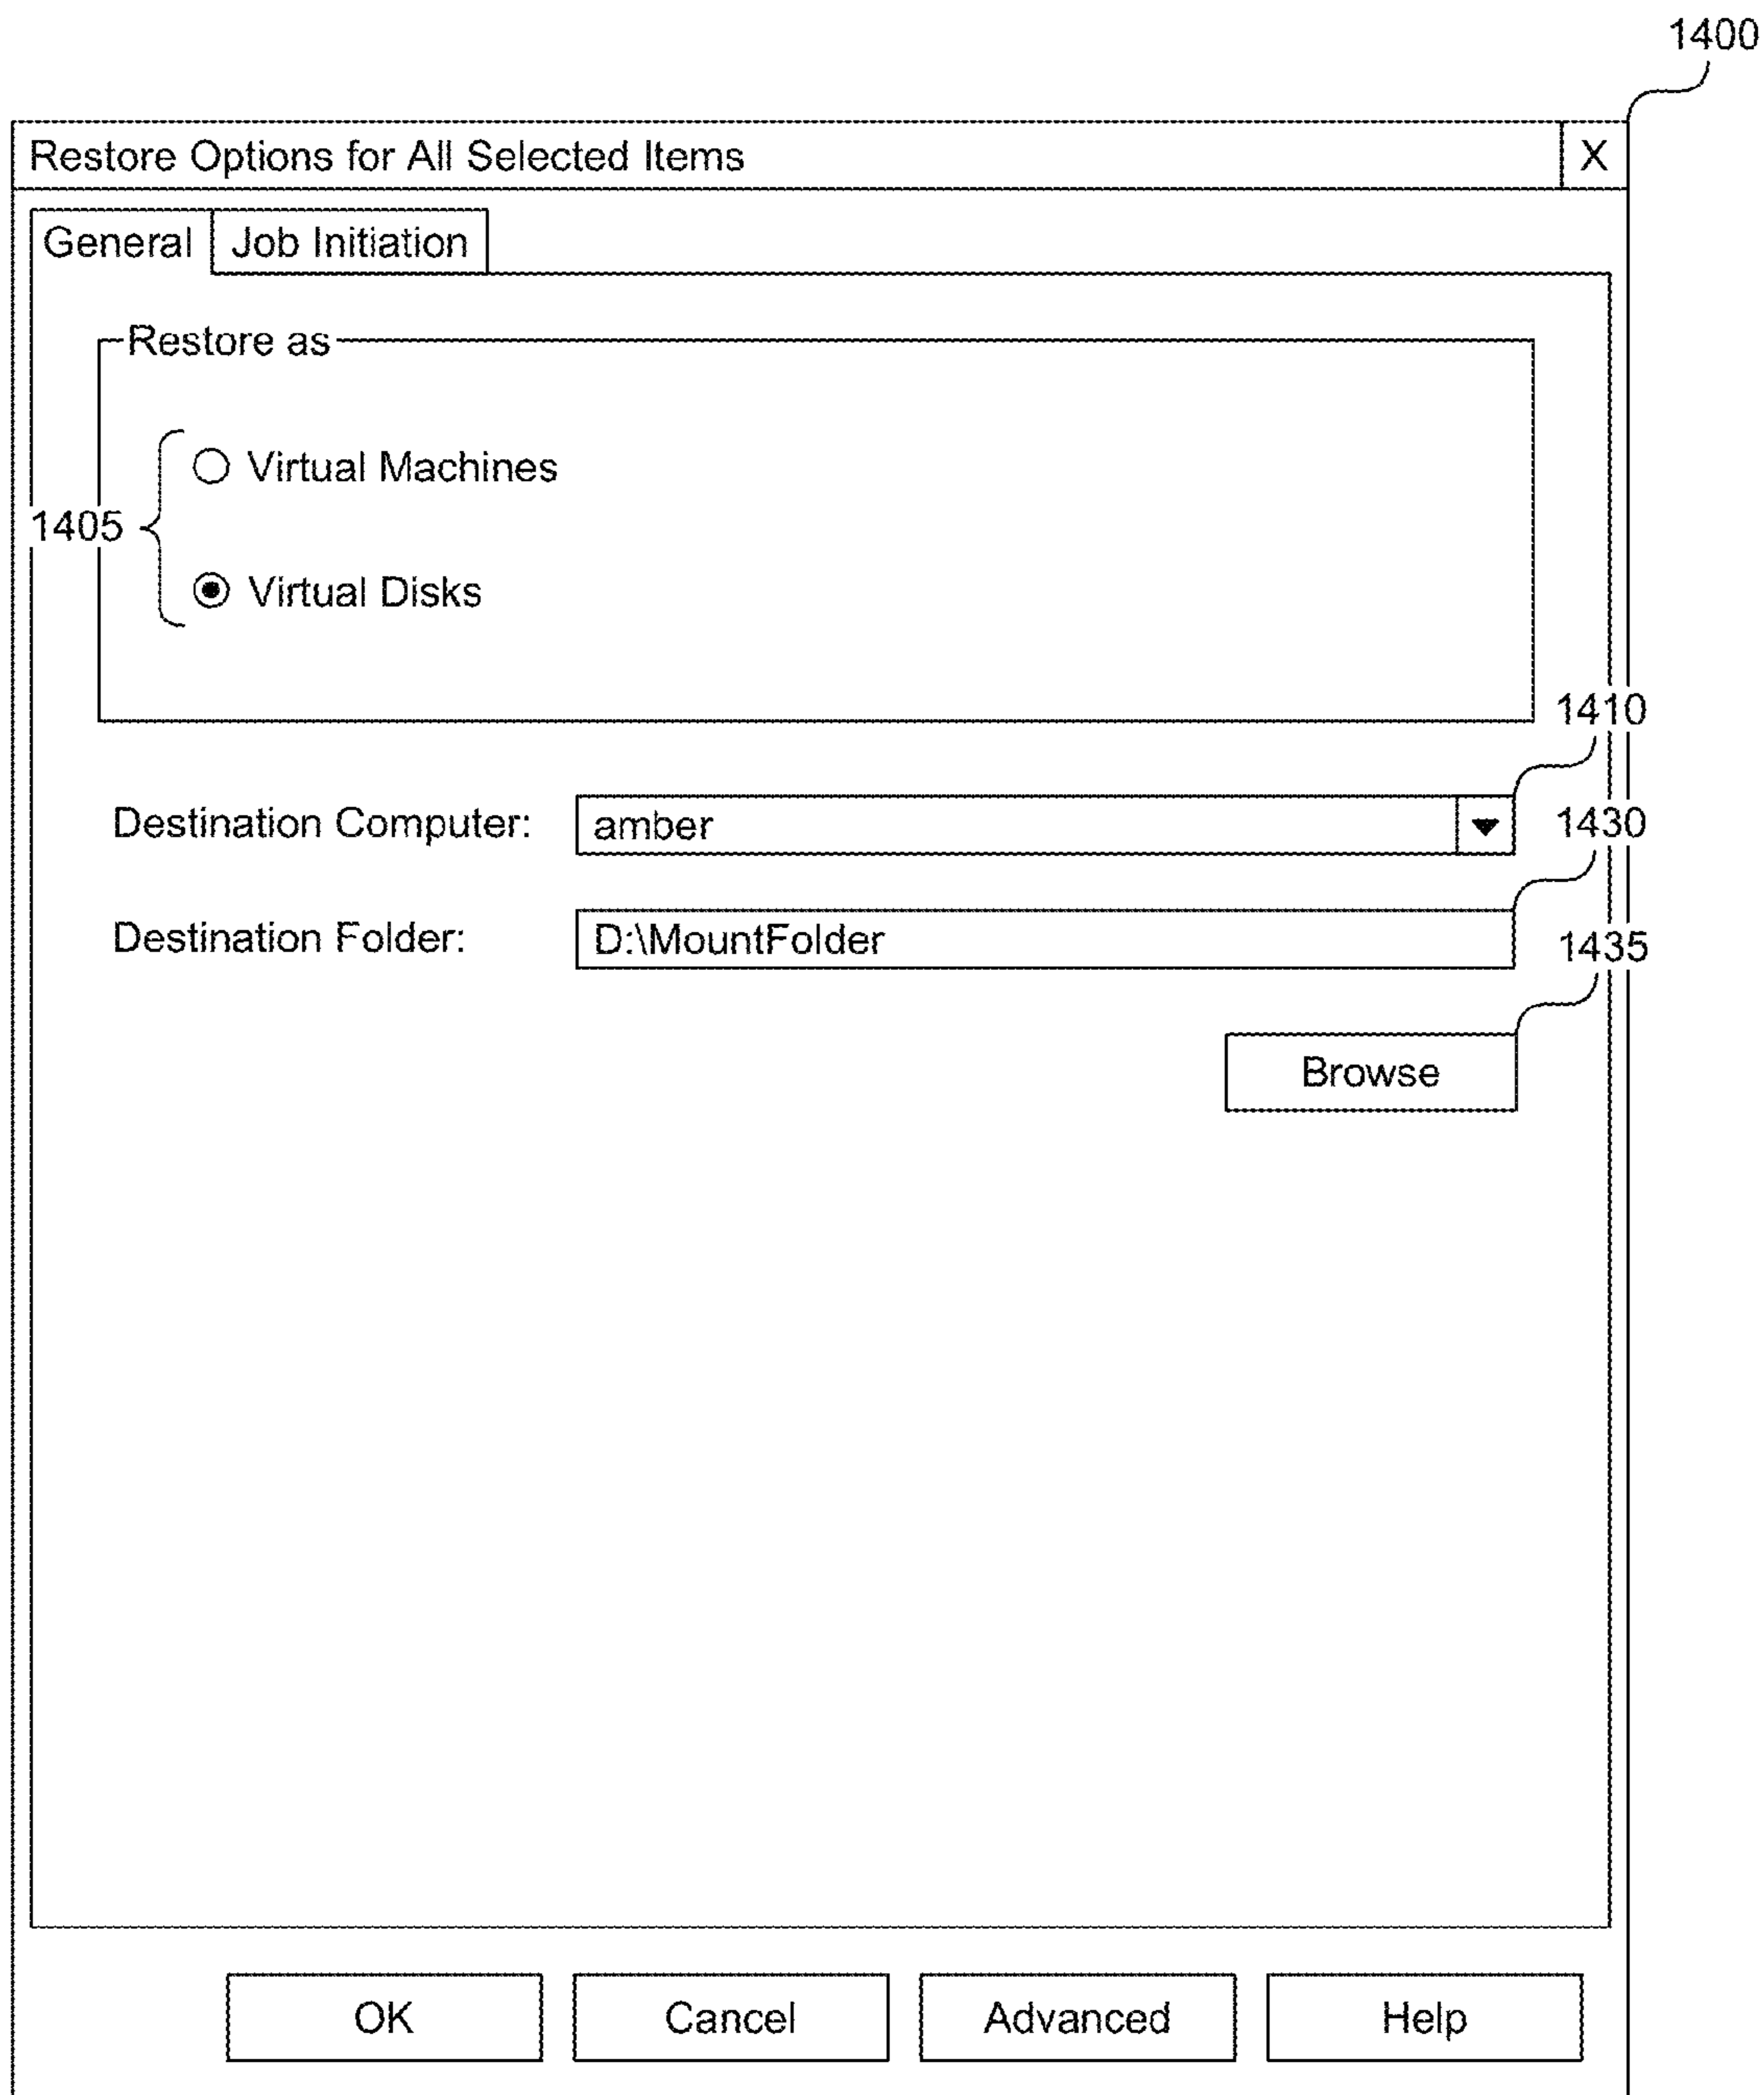 1400
Restore Options for All Selected Items X
General Job Initiation
Restore as
Virtual Machines
1405
Virtual Disks
1410
Destination Computer: amber
1430
Destination Folder: D:\MountFolder
1435
Browse
OK Cancel Advanced Help